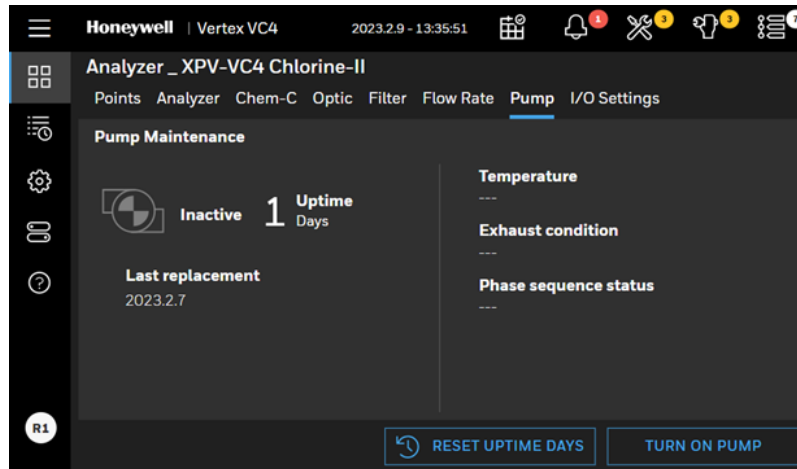 Honeywell | Vertex VC4 2023.2.9 - 13:35:51 1 3 3 7
Analyzer _ XPV-VC4 Chlorine-II
Points Analyzer Chem-C Optic Filter Flow Rate Pump I/O Settings
Pump Maintenance
Inactive 1 Uptime
Days
Last replacement
2023.2.7
Temperature
---
Exhaust condition
---
Phase sequence status
---
R1
RESET UPTIME DAYS TURN ON PUMP